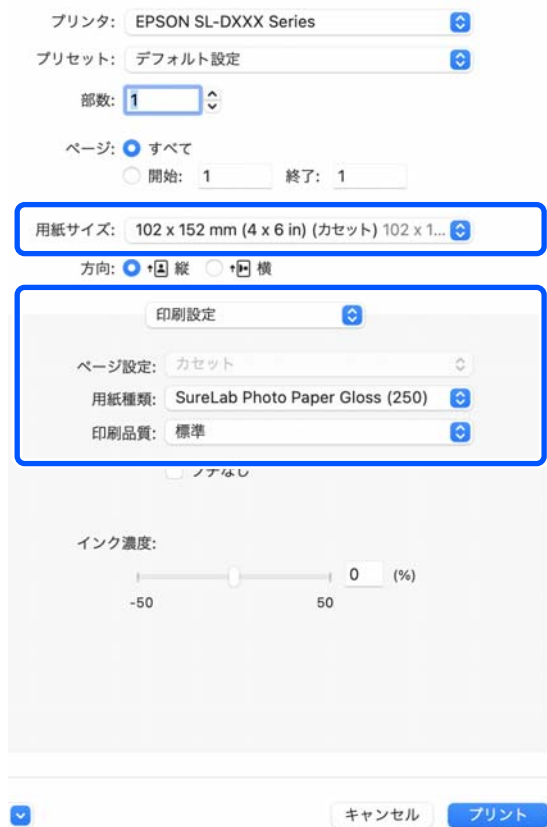 プリンタ: EPSON SL-DXXX Series
プリセット: デフォルト設定
部数: 1
ページ: すべて
開始: 1 終了: 1
用紙サイズ: 102 x 152 mm (4 x 6 in) (カセット) 102 x 1...
方向: 縦 横
印刷設定
ページ設定: カセット
用紙種類: SureLab Photo Paper Gloss (250)
印刷品質: 標準
フチなし
インク濃度:
0 (%)
-50 50
キャンセル プリント